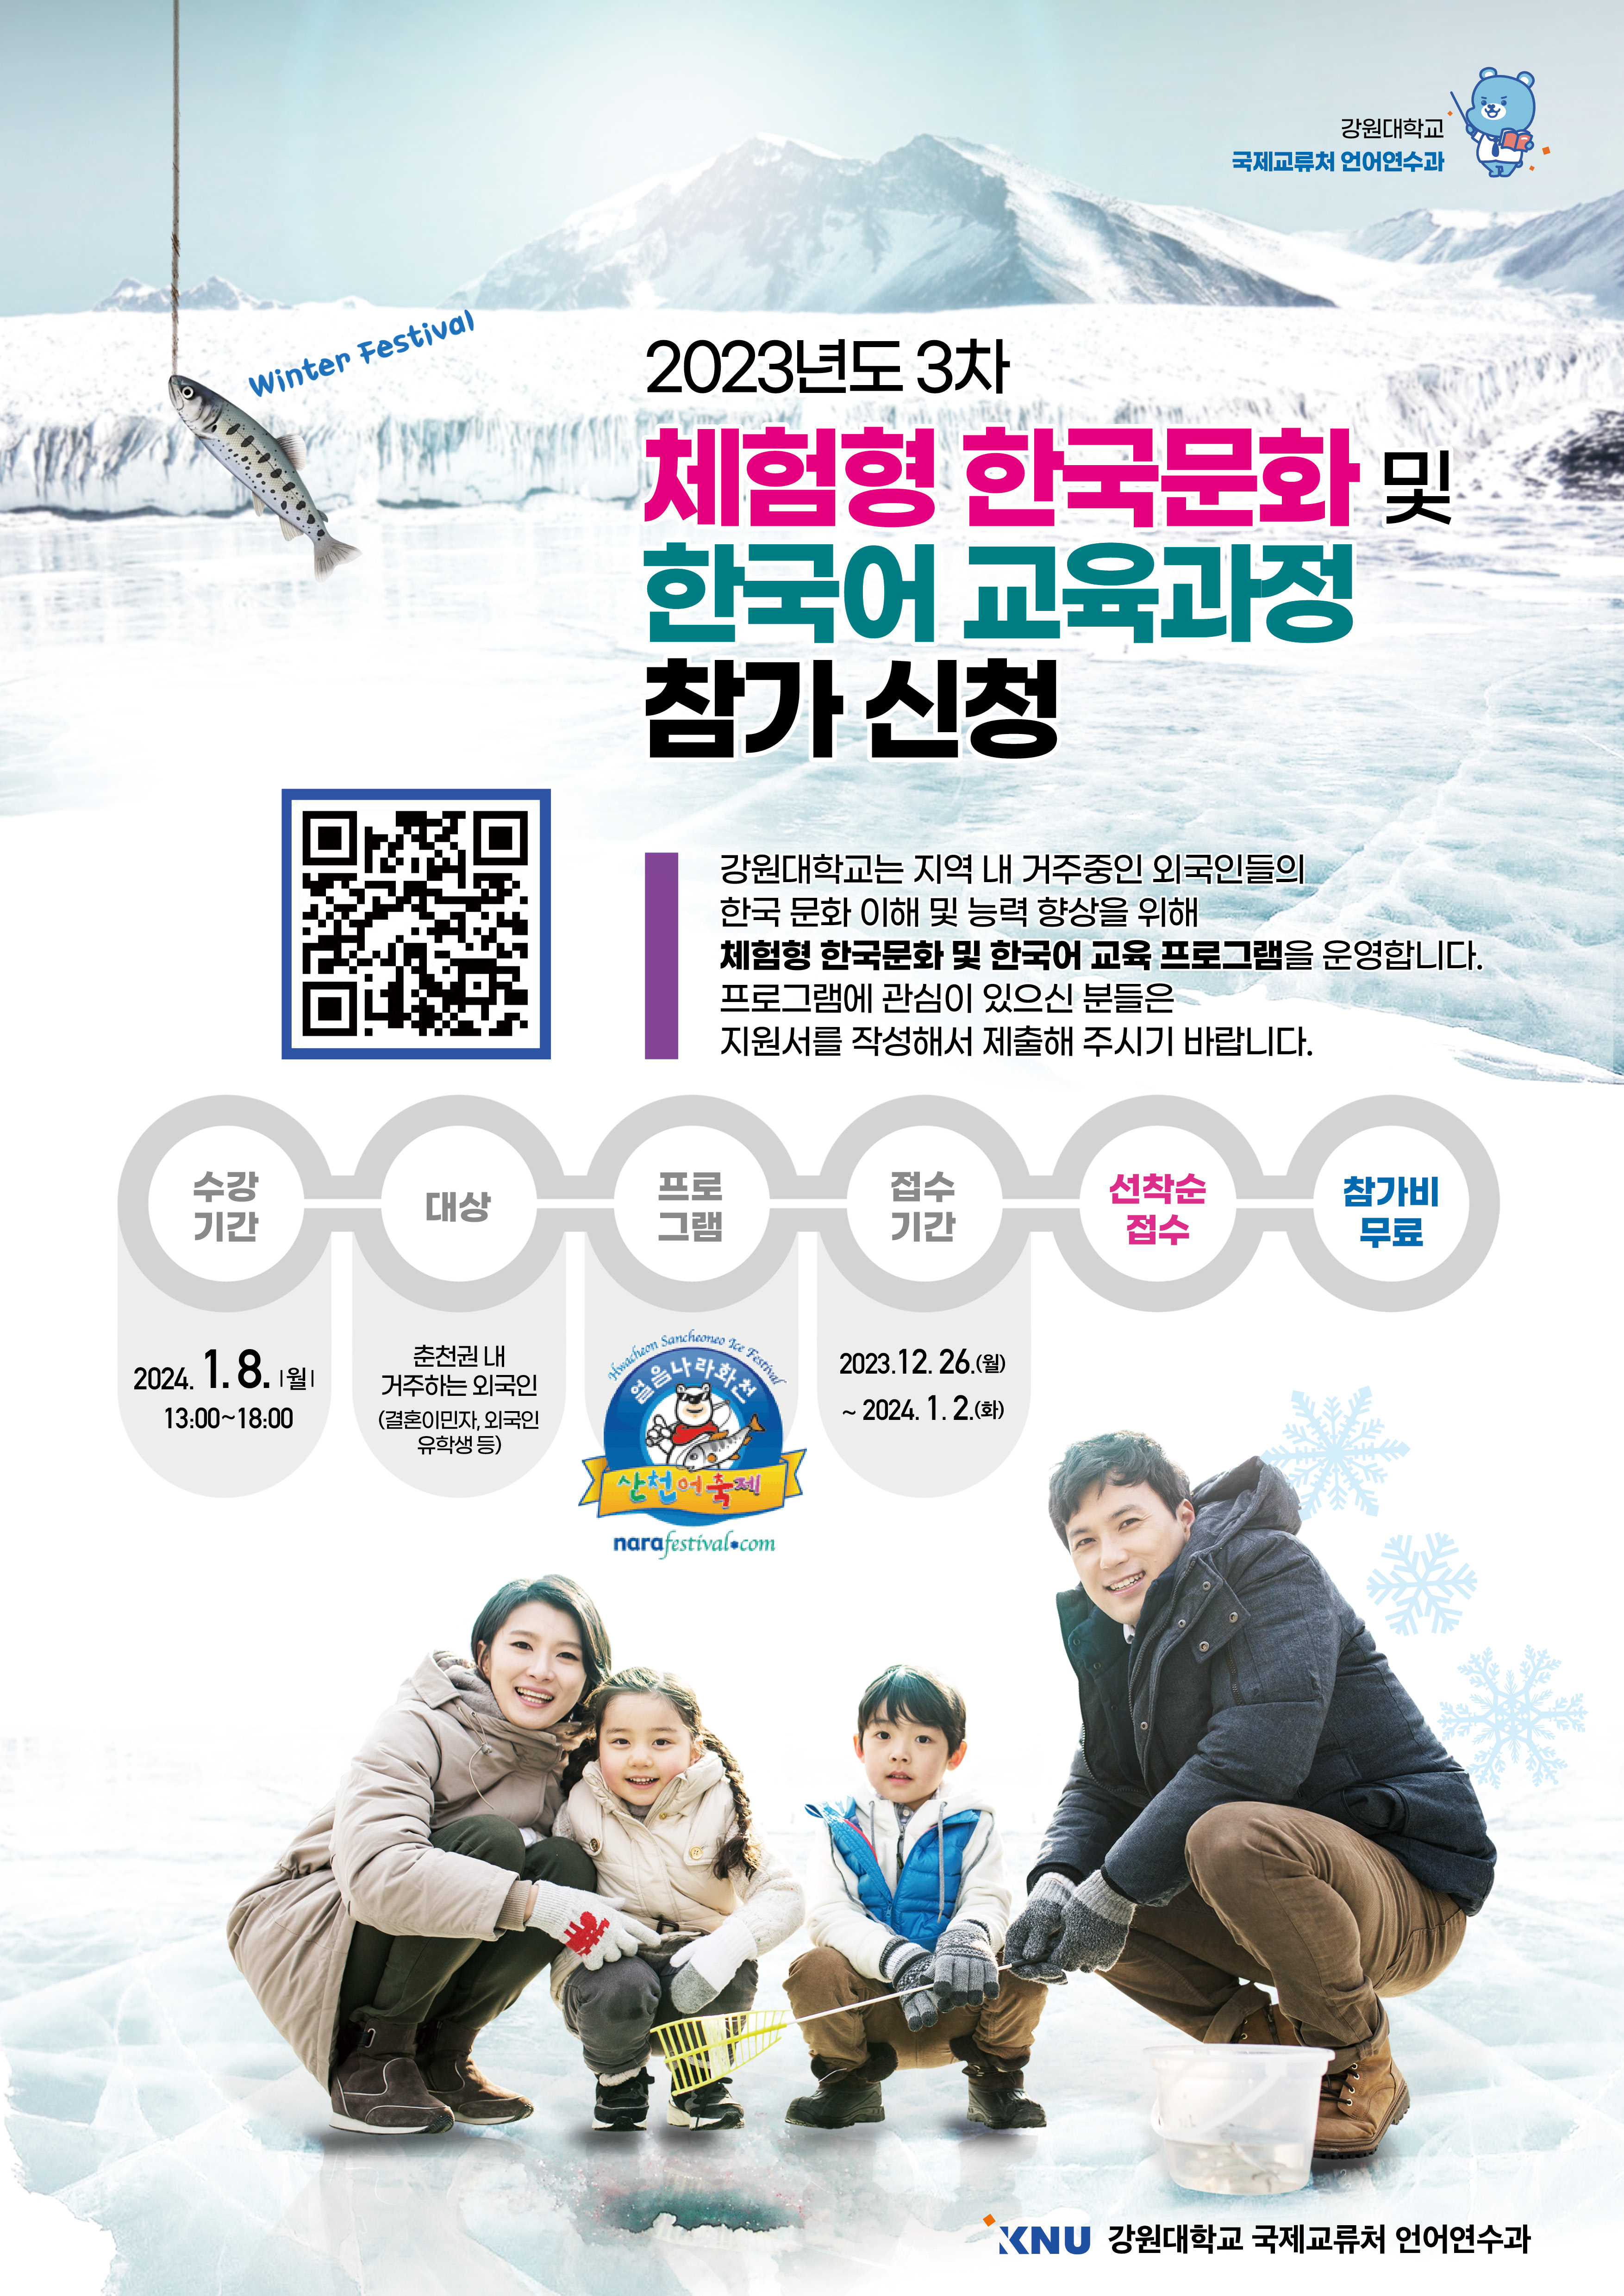 강원대학교
국제교류처 언어연수과
Winter Festival
2023년도 3차
체험형 한국문화 및
한국어 교육과정
참가 신청
강원대학교는 지역 내 거주중인 외국인들의
한국 문화 이해 및 능력 향상을 위해
체험형 한국문화 및 한국어 교육 프로그램을 운영합니다.
프로그램에 관심이 있으신 분들은
지원서를 작성해서 제출해 주시기 바랍니다.
수강
기간
2024. 1. 8. |월|
13:00~18:00
대상
춘천권 내
거주하는 외국인
(결혼이민자, 외국인
유학생 등)
프로
그램
Hwacheon Sancheoneo Ice Festival
얼음나라화천
산천어축제
narafestival.com
접수
기간
2023.12. 26.(월)
~ 2024. 1. 2.(화)
선착순
접수
참가비
무료
KNU 강원대학교 국제교류처 언어연수과